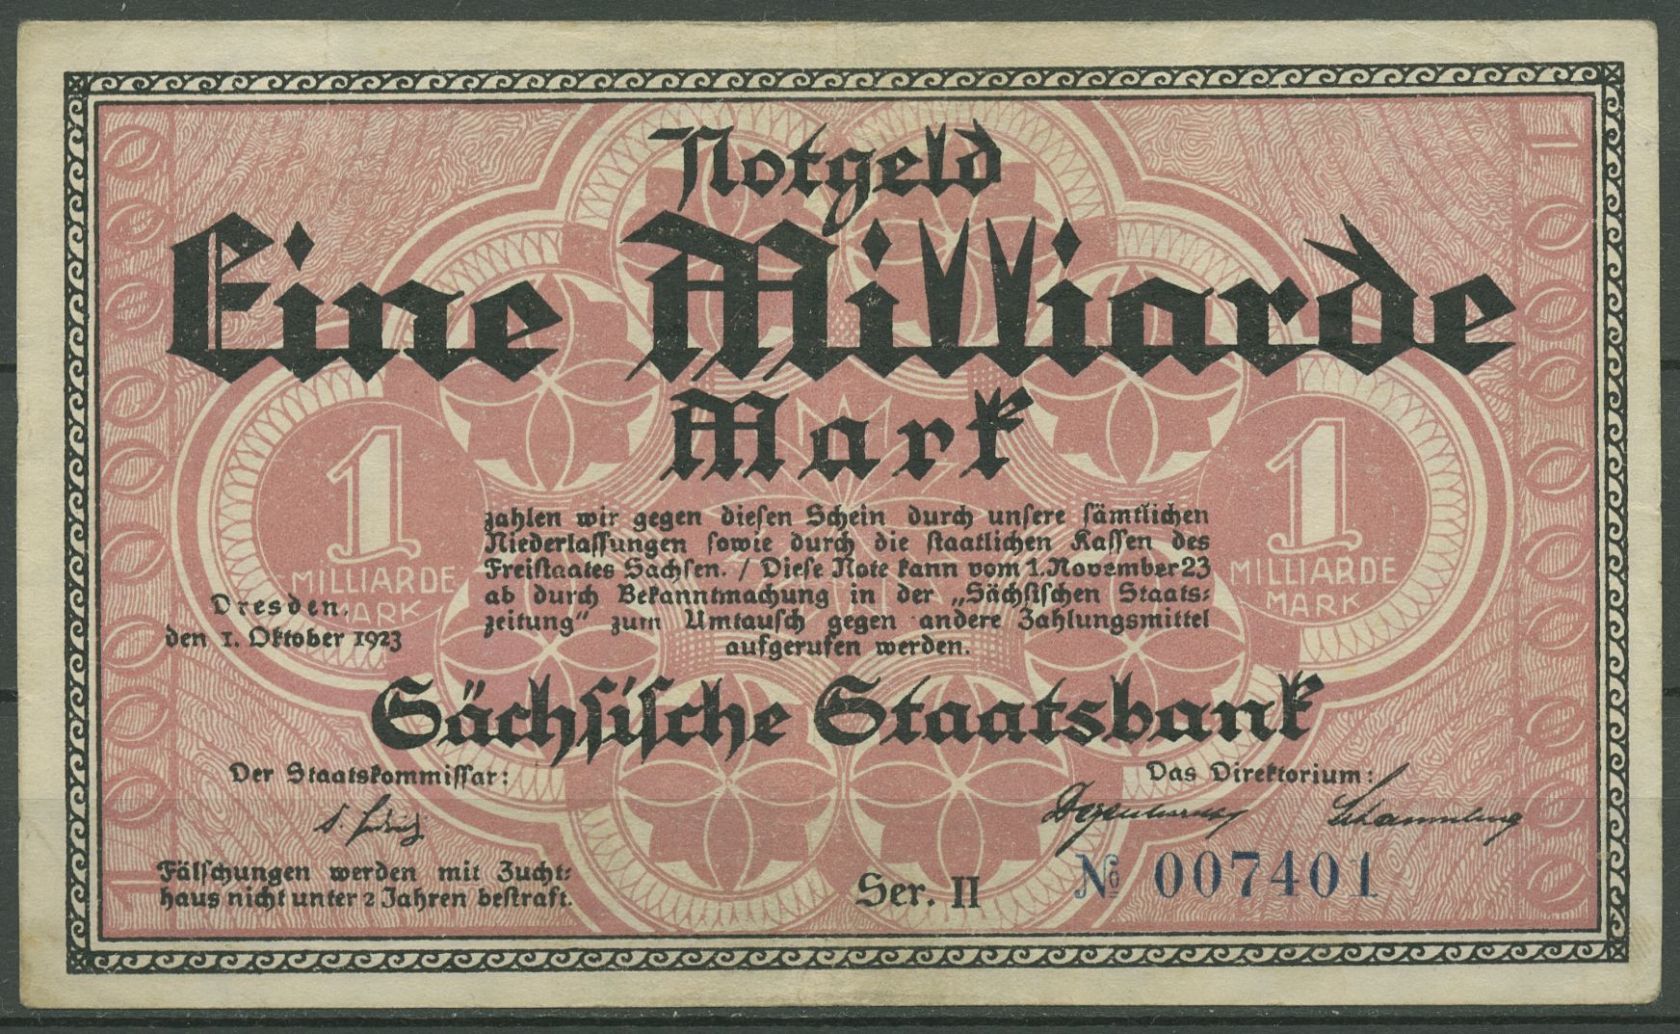 Notgeld
Eine Milliarde
Mark
1
MILLIARDE
MARK
1
MILLIARDE
MARK
zahlen wir gegen diesen Schein durch unsere sämtlichen
Niederlassungen sowie durch die staatlichen Kassen des
Freistaates Sachsen. / Diese Note kann vom 1. November 23
ab durch Bekanntmachung in der „Sächsischen Staats-
zeitung“ zum Umtausch gegen andere Zahlungsmittel
aufgerufen werden.
Dresden,
den 1. Oktober 1923
Sächsische Staatsbank
Der Staatskommissar:
Das Direktorium:
Degenhardt
Fälschungen werden mit Zucht-
haus nicht unter 2 Jahren bestraft.
Ser. II
No 007401